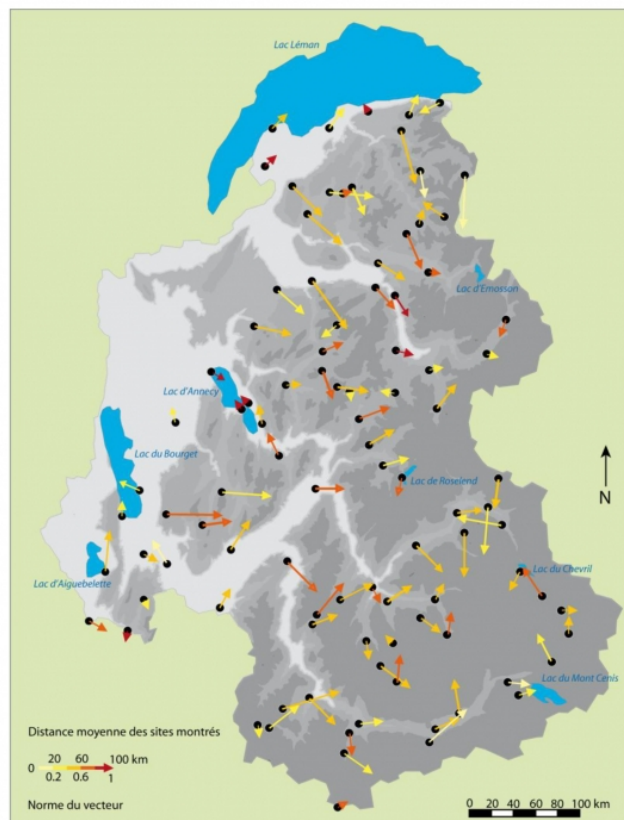 Lac Léman
Lac d'Emosson
Lac d'Annecy
Lac du Bourget
Lac de Roselend
N
Lac d'Aiguebelette
Lac du Chevril
Lac du Mont Cenis
Distance moyenne des sites montrés
20 60 100 km
0
0.2 0.6 1
Norme du vecteur
0 20 40 60 80 100 km